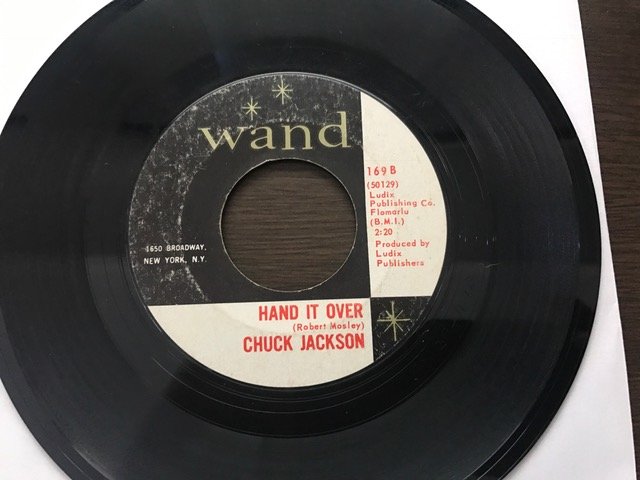 wand
169 B
(50129)
Ludix
Publishing Co.
Flomarlu
(B.M.I.)
2:20
Produced by
Ludix
Publishers
1650 BROADWAY,
NEW YORK, N.Y.
HAND IT OVER
(Robert Mosley)
CHUCK JACKSON